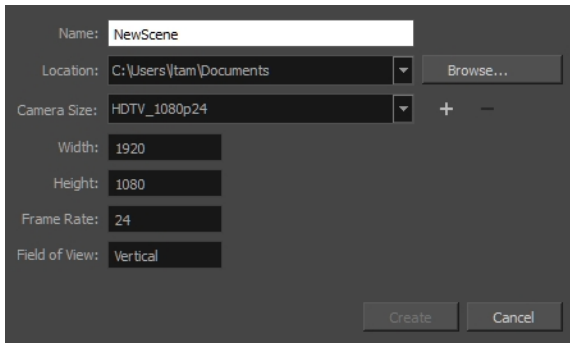 Name: NewScene
Location: C:\Users\ltam\Documents Browse...
Camera Size: HDTV_1080p24
Width: 1920
Height: 1080
Frame Rate: 24
Field of View: Vertical
Create Cancel